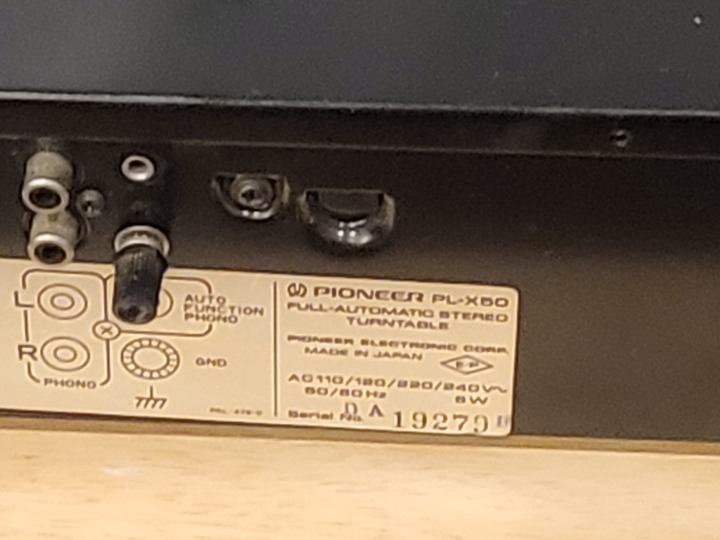 L
R
PHONO
AUTO
FUNCTION
PHONO
GND
PIONEER PL-X50
FULL-AUTOMATIC STEREO
TURNTABLE
PIONEER ELECTRONIC CORP.
MADE IN JAPAN
AC110/120/220/240V~
50/60Hz
Serial No.